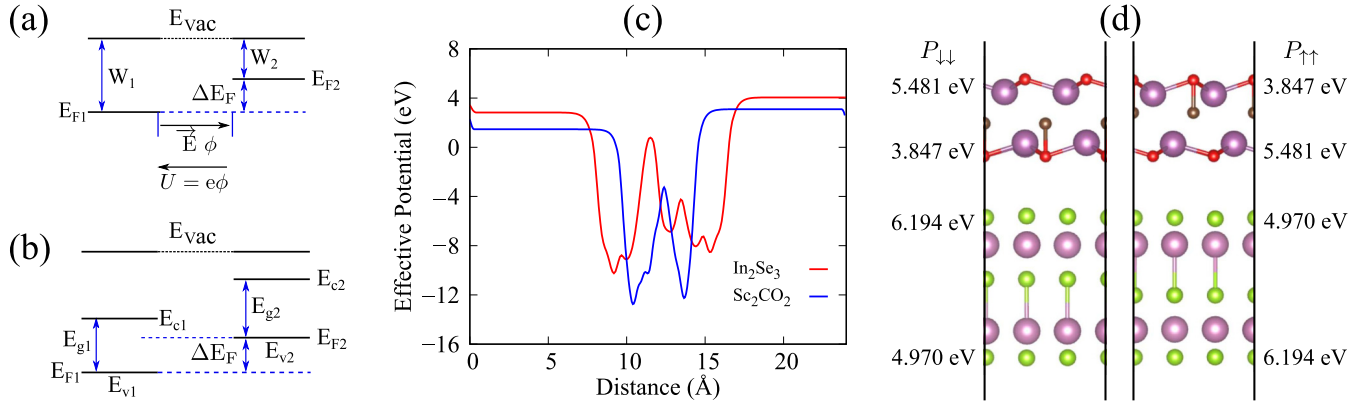 (a)
E_Vac
W₁
W₂
E_F2
ΔE_F
E_F1
E⃗ ϕ
U = eϕ
(b)
E_Vac
E_c2
E_g2
E_c1
E_g1
ΔE_F
E_F2
E_v2
E_F1
E_v1
(c)
Effective Potential (eV)
8
4
0
−4
−8
−12
−16
0
5
10
15
20
Distance (Å)
In₂Se₃
Sc₂CO₂
(d)
P↓↓
P↑↑
5.481 eV
3.847 eV
3.847 eV
5.481 eV
6.194 eV
4.970 eV
4.970 eV
6.194 eV